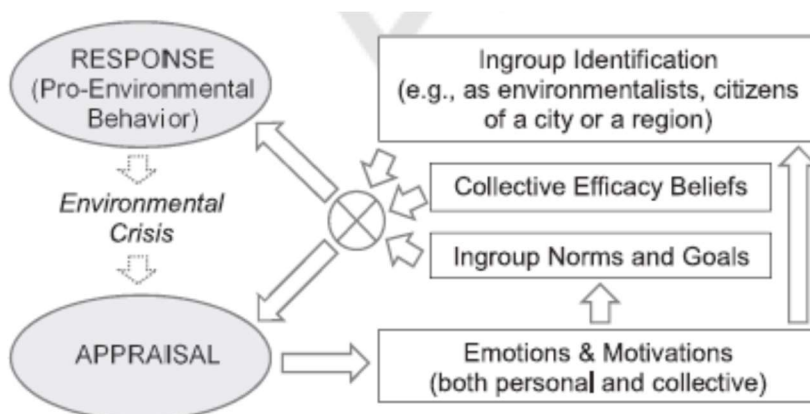 RESPONSE
(Pro-Environmental
Behavior)
Environmental
Crisis
APPRAISAL
Ingroup Identification
(e.g., as environmentalists, citizens
of a city or a region)
Collective Efficacy Beliefs
Ingroup Norms and Goals
Emotions & Motivations
(both personal and collective)